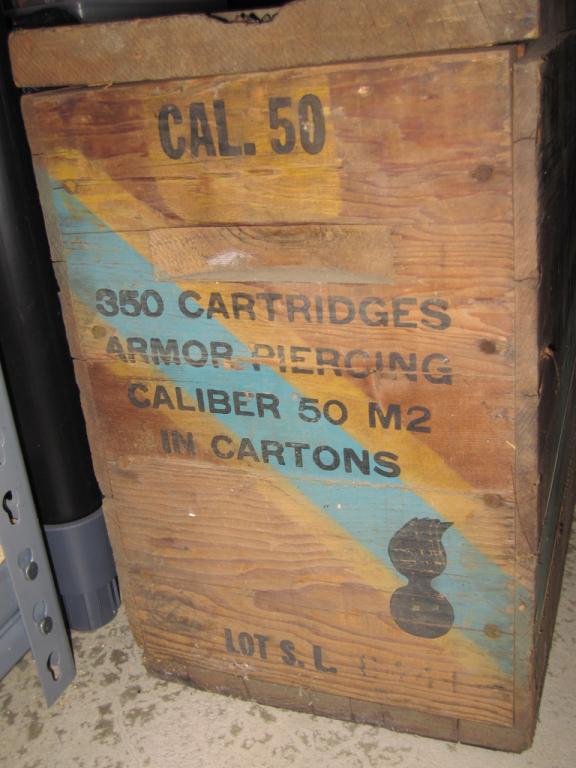 CAL. 50
350 CARTRIDGES
ARMOR-PIERCING
CALIBER 50 M2
IN CARTONS
LOT S. L.